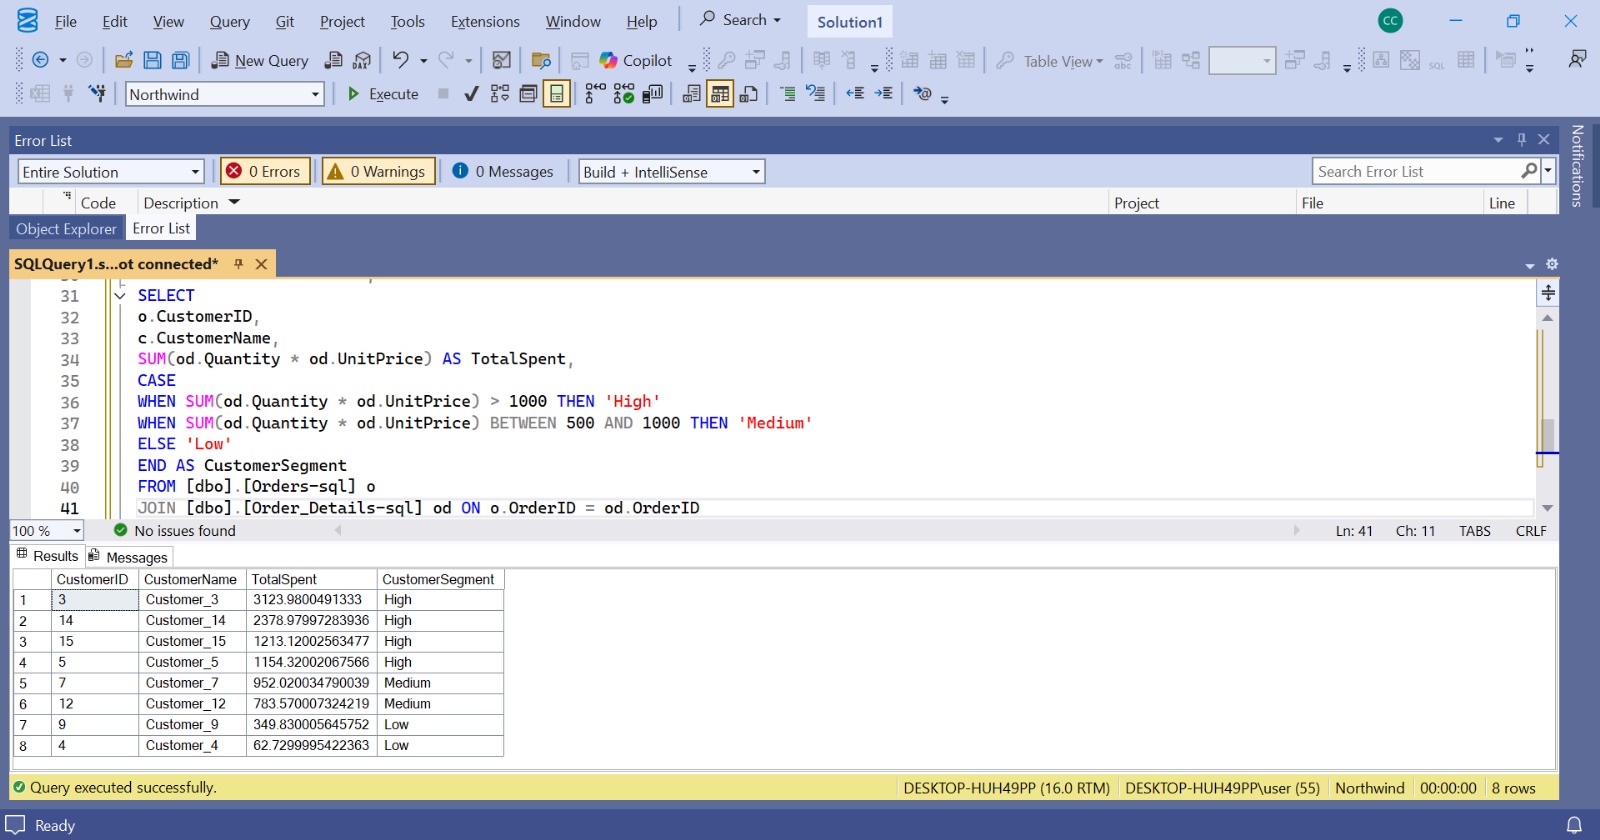 File Edit View Query Git Project Tools Extensions Window Help Search Solution1 CC
New Query DAX Copilot Table View abc SQL
Northwind Execute
Error List
Entire Solution 0 Errors 0 Warnings 0 Messages Build + IntelliSense Search Error List
Code Description Project File Line
Object Explorer Error List
Notifications
SQLQuery1.s...ot connected*
31 SELECT
32 o.CustomerID,
33 c.CustomerName,
34 SUM(od.Quantity * od.UnitPrice) AS TotalSpent,
35 CASE
36 WHEN SUM(od.Quantity * od.UnitPrice) > 1000 THEN 'High'
37 WHEN SUM(od.Quantity * od.UnitPrice) BETWEEN 500 AND 1000 THEN 'Medium'
38 ELSE 'Low'
39 END AS CustomerSegment
40 FROM [dbo].[Orders-sql] o
41 JOIN [dbo].[Order_Details-sql] od ON o.OrderID = od.OrderID
100 % No issues found Ln: 41 Ch: 11 TABS CRLF
Results Messages
CustomerID CustomerName TotalSpent CustomerSegment
1 3 Customer_3 3123.9800491333 High
2 14 Customer_14 2378.97997283936 High
3 15 Customer_15 1213.12002563477 High
4 5 Customer_5 1154.32002067566 High
5 7 Customer_7 952.020034790039 Medium
6 12 Customer_12 783.570007324219 Medium
7 9 Customer_9 349.830005645752 Low
8 4 Customer_4 62.7299995422363 Low
Query executed successfully. DESKTOP-HUH49PP (16.0 RTM) DESKTOP-HUH49PP\user (55) Northwind 00:00:00 8 rows
Ready